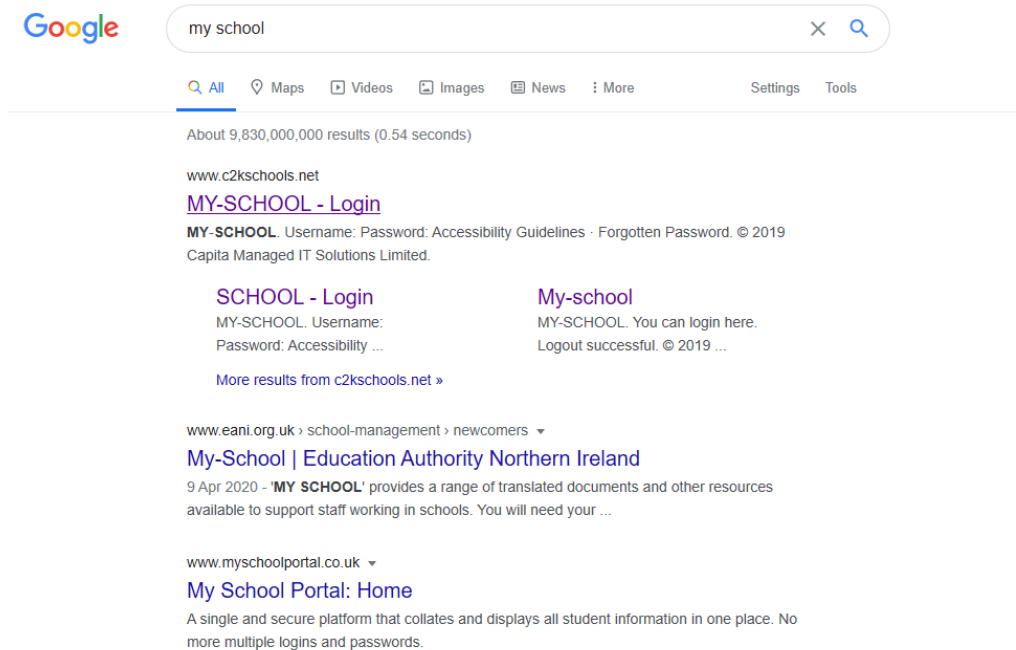 Google
my school
All Maps Videos Images News More Settings Tools
About 9,830,000,000 results (0.54 seconds)
www.c2kschools.net
MY-SCHOOL - Login
MY-SCHOOL. Username: Password: Accessibility Guidelines · Forgotten Password. © 2019
Capita Managed IT Solutions Limited.
SCHOOL - Login
MY-SCHOOL. Username:
Password: Accessibility ...
My-school
MY-SCHOOL. You can login here.
Logout successful. © 2019 ...
More results from c2kschools.net »
www.eani.org.uk › school-management › newcomers
My-School | Education Authority Northern Ireland
9 Apr 2020 - 'MY SCHOOL' provides a range of translated documents and other resources
available to support staff working in schools. You will need your ...
www.myschoolportal.co.uk
My School Portal: Home
A single and secure platform that collates and displays all student information in one place. No
more multiple logins and passwords.